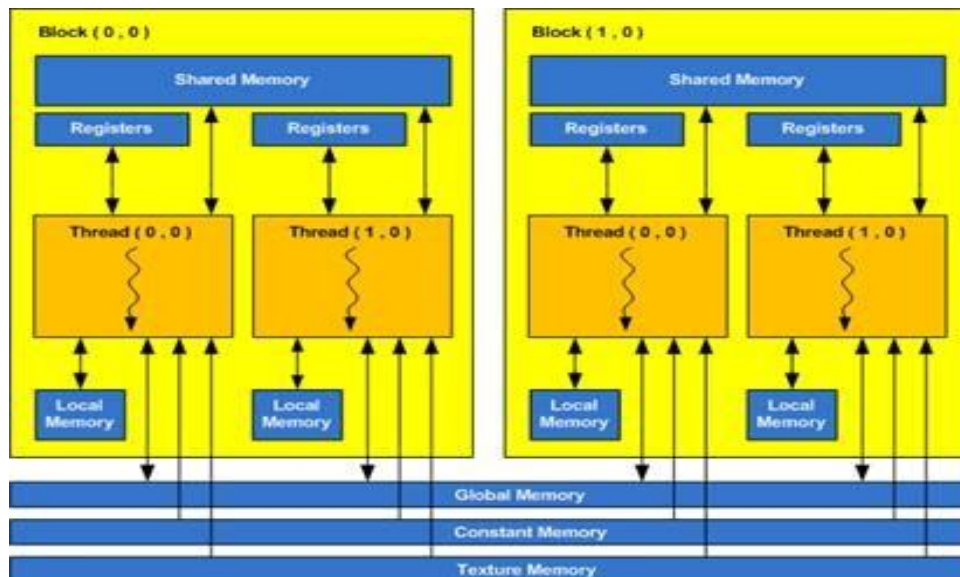 Block ( 0 , 0 )
Shared Memory
Registers
Registers
Thread ( 0 , 0 )
Thread ( 1 , 0 )
Local
Memory
Local
Memory
Block ( 1 , 0 )
Shared Memory
Registers
Registers
Thread ( 0 , 0 )
Thread ( 1 , 0 )
Local
Memory
Local
Memory
Global Memory
Constant Memory
Texture Memory